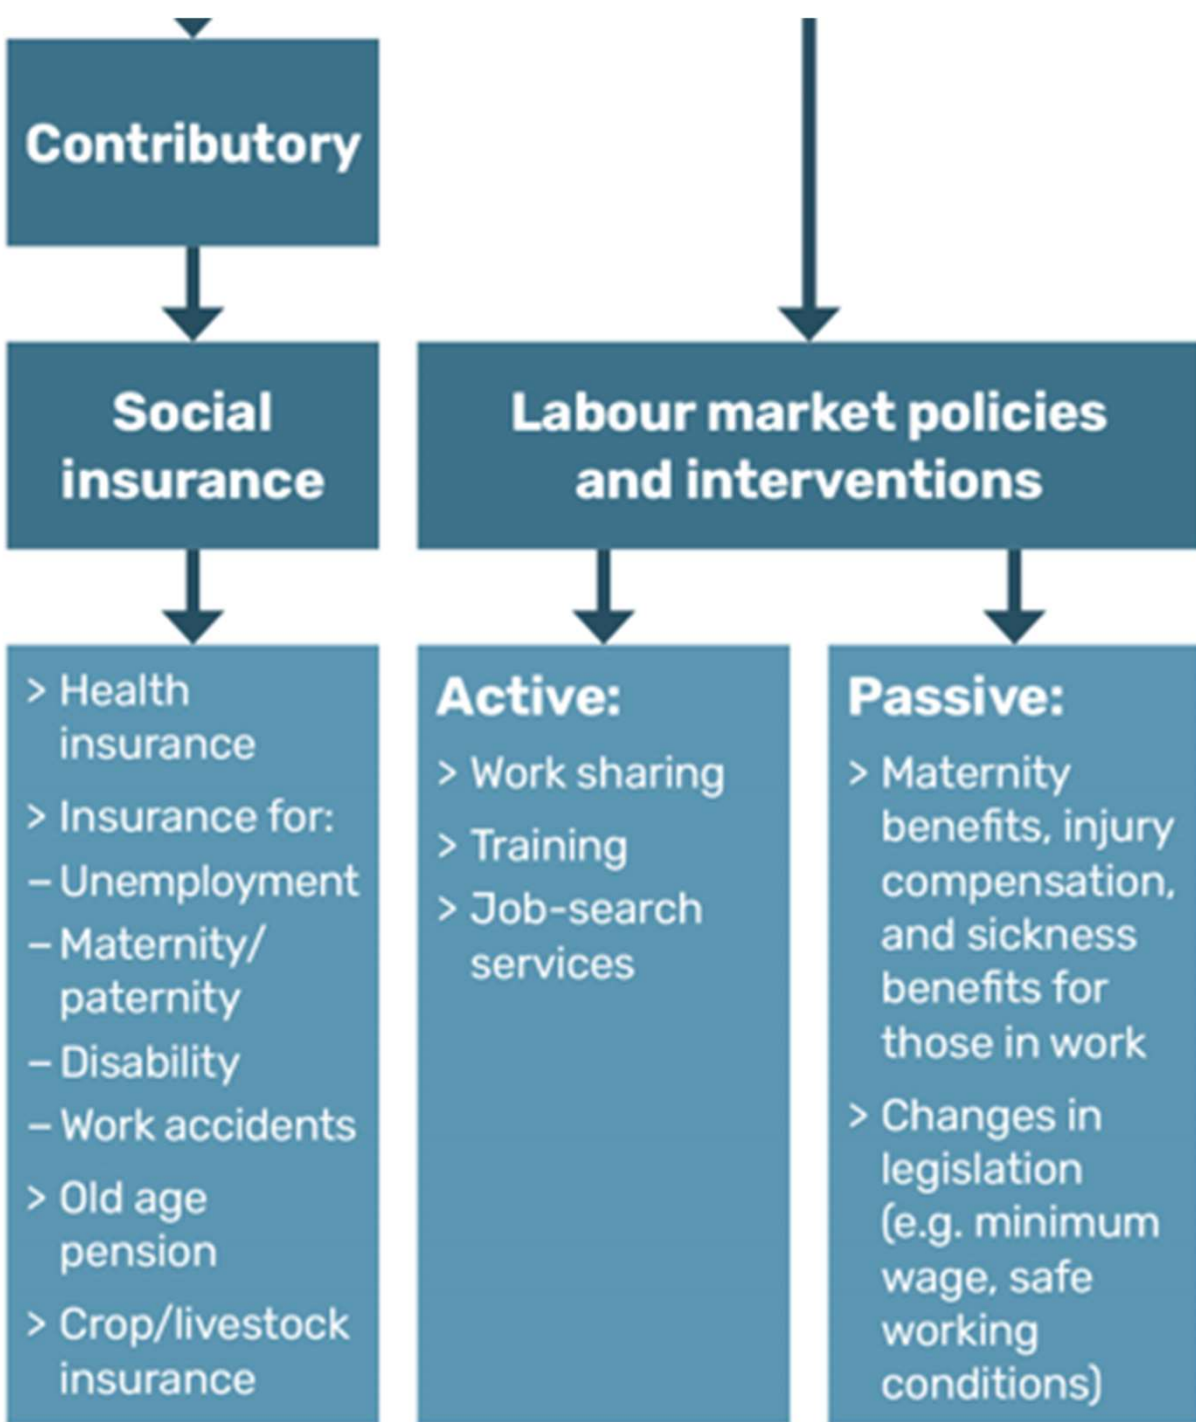 Contributory
Social
insurance
Labour market policies
and interventions
> Health
insurance
> Insurance for:
– Unemployment
– Maternity/
paternity
– Disability
– Work accidents
> Old age
pension
> Crop/livestock
insurance
Active:
> Work sharing
> Training
> Job-search
services
Passive:
> Maternity
benefits, injury
compensation,
and sickness
benefits for
those in work
> Changes in
legislation
(e.g. minimum
wage, safe
working
conditions)